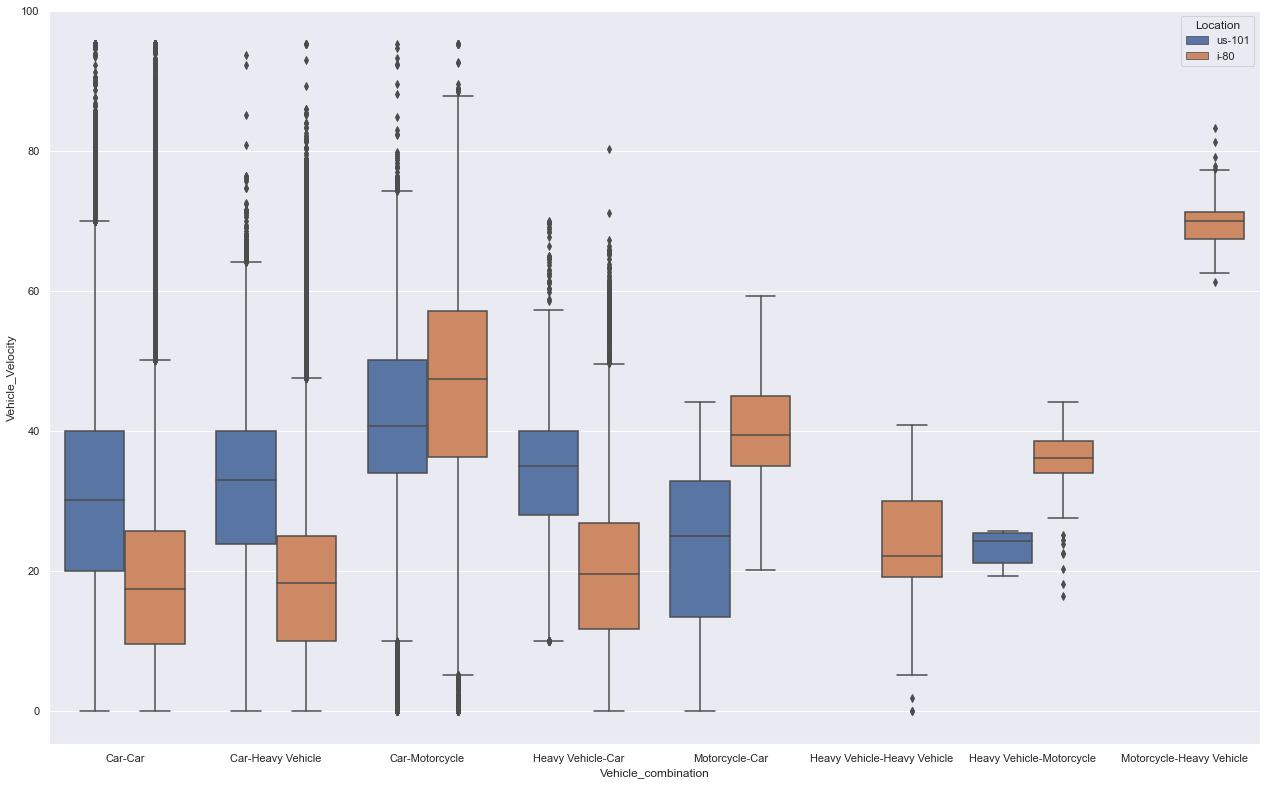 100
80
60
40
20
0
Vehicle_Velocity
Location
us-101
i-80
Car-Car
Car-Heavy Vehicle
Car-Motorcycle
Heavy Vehicle-Car
Motorcycle-Car
Heavy Vehicle-Heavy Vehicle
Heavy Vehicle-Motorcycle
Motorcycle-Heavy Vehicle
Vehicle_combination